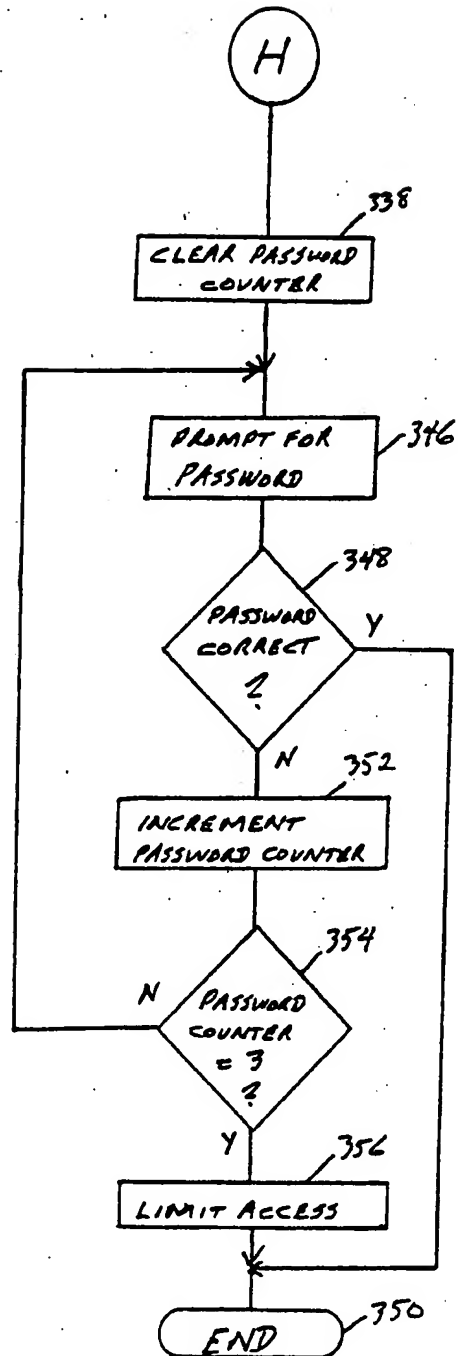 H
338
CLEAR PASSWORD
COUNTER
PROMPT FOR
PASSWORD
346
348
PASSWORD
CORRECT
?
Y
N
352
INCREMENT
PASSWORD COUNTER
354
N
PASSWORD
COUNTER
= 3
?
Y
356
LIMIT ACCESS
350
END